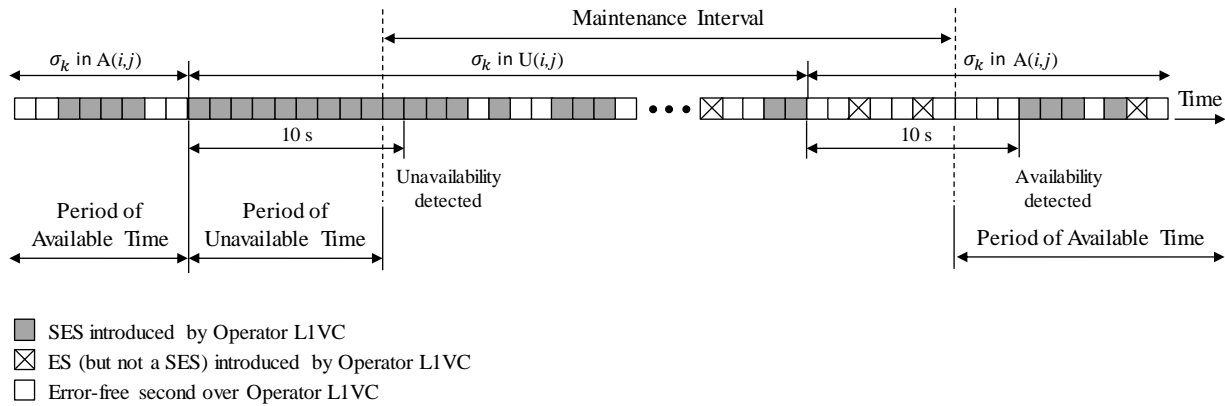 Maintenance Interval
σₖ in A(i,j)
σₖ in U(i,j)
σₖ in A(i,j)
Time
10 s
10 s
Unavailability
detected
Availability
detected
Period of
Available Time
Period of
Unavailable Time
Period of Available Time
SES introduced by Operator L1VC
ES (but not a SES) introduced by Operator L1VC
Error-free second over Operator L1VC